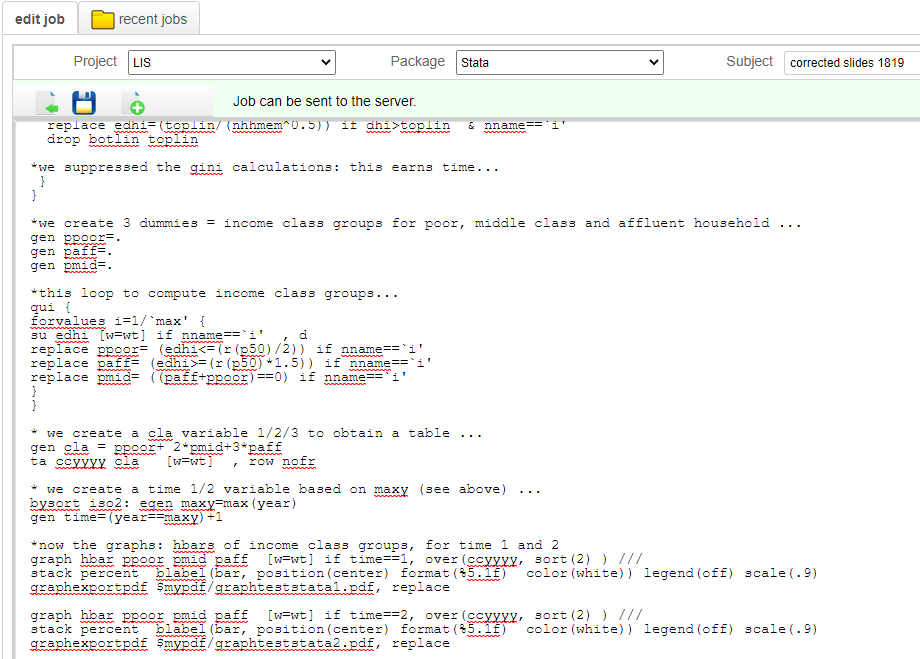 edit job
recent jobs
Project
LIS
Package
Stata
Subject
corrected slides 1819
Job can be sent to the server.
replace edhi=(toplin/(nhhmem^0.5)) if dhi>toplin  & nname==`i'
drop botlin toplin
*we suppressed the gini calculations: this earns time...
}
}
*we create 3 dummies = income class groups for poor, middle class and affluent household ...
gen ppoor=.
gen paff=.
gen pmid=.
*this loop to compute income class groups...
qui {
forvalues i=1/`max' {
su edhi [w=wt] if nname==`i'  , d
replace ppoor= (edhi<=(r(p50)/2)) if nname==`i'
replace paff= (edhi>=(r(p50)*1.5)) if nname==`i'
replace pmid= ((paff+ppoor)==0) if nname==`i'
}
}
* we create a cla variable 1/2/3 to obtain a table ...
gen cla = ppoor+ 2*pmid+3*paff
ta ccyyyy cla   [w=wt]  , row nofr
* we create a time 1/2 variable based on maxy (see above) ...
bysort iso2: egen maxy=max(year)
gen time=(year==maxy)+1
*now the graphs: hbars of income class groups, for time 1 and 2
graph hbar ppoor pmid paff  [w=wt] if time==1, over(ccyyyy, sort(2) ) ///
stack percent  blabel(bar, position(center) format(%5.1f)  color(white)) legend(off) scale(.9)
graphexportpdf $mypdf/graphteststata1.pdf, replace
graph hbar ppoor pmid paff  [w=wt] if time==2, over(ccyyyy, sort(2) ) ///
stack percent  blabel(bar, position(center) format(%5.1f)  color(white)) legend(off) scale(.9)
graphexportpdf $mypdf/graphteststata2.pdf, replace